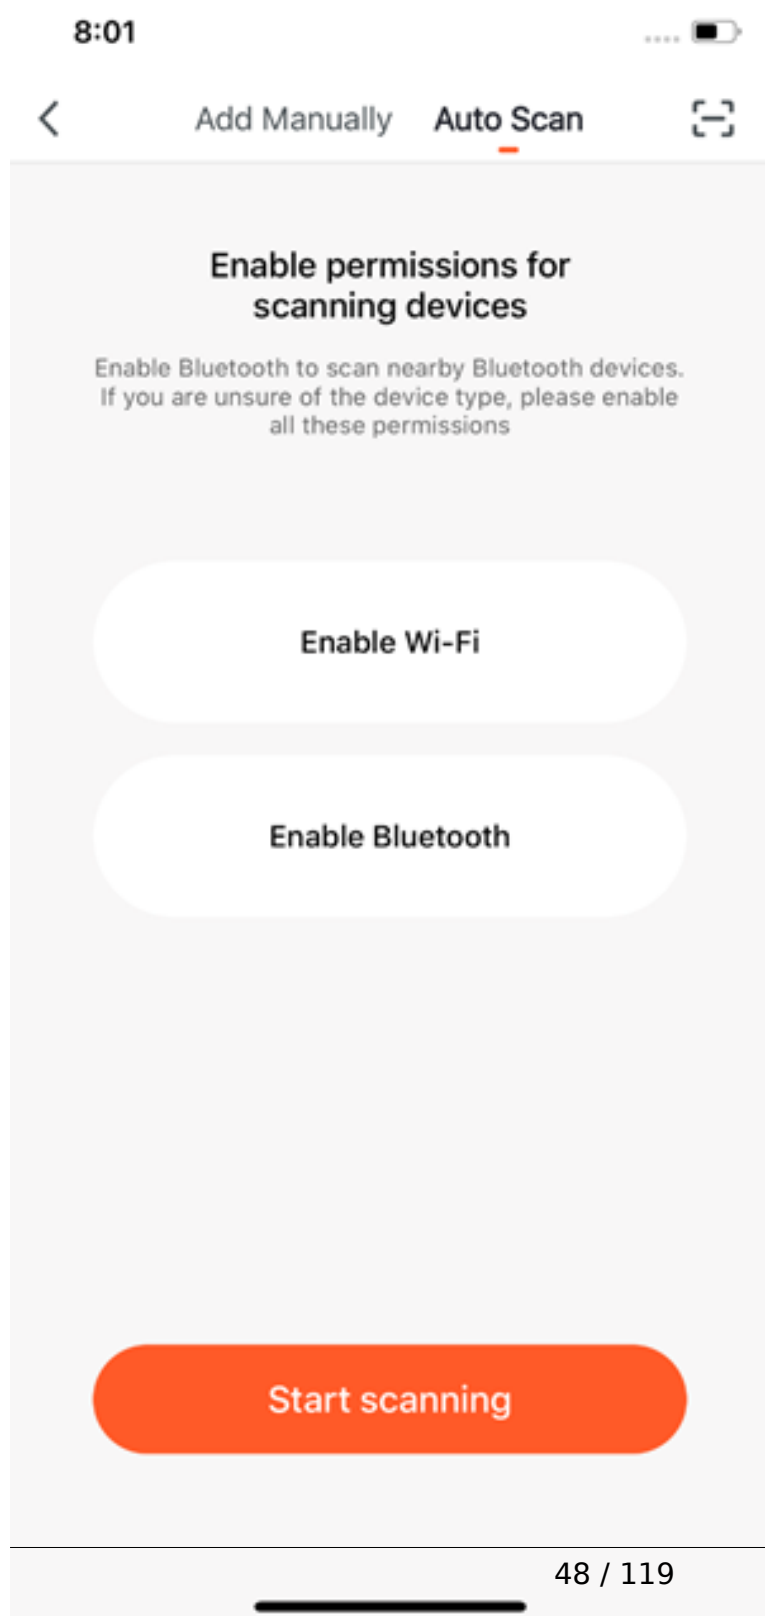 8:01
Add Manually Auto Scan
Enable permissions for
scanning devices
Enable Bluetooth to scan nearby Bluetooth devices.
If you are unsure of the device type, please enable
all these permissions
Enable Wi-Fi
Enable Bluetooth
Start scanning
48 / 119